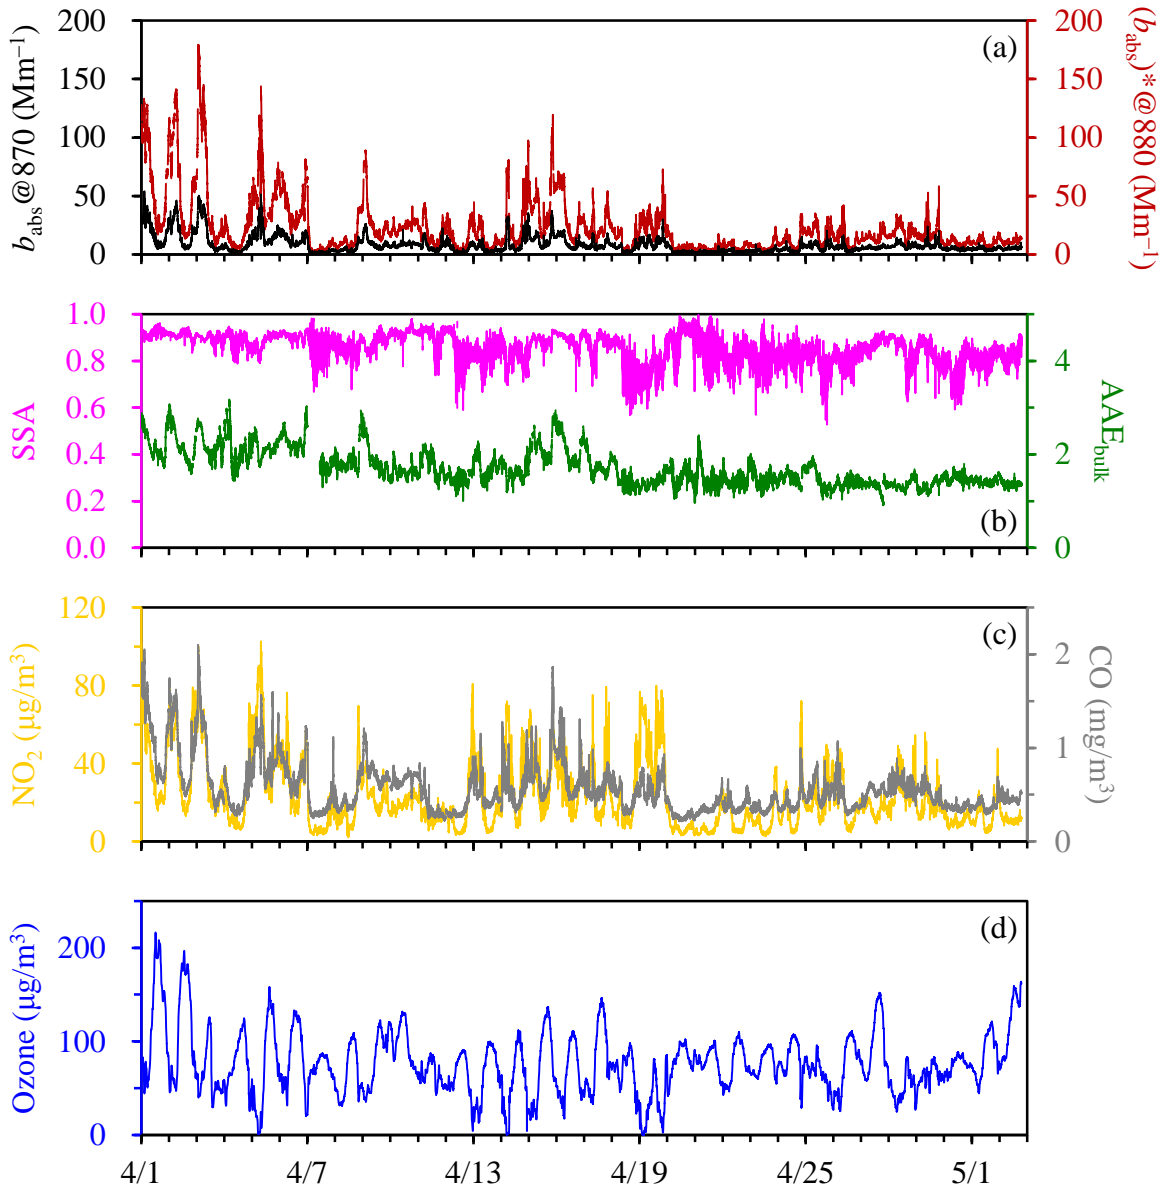 200
150
100
50
0
b_abs@870 (Mm⁻¹)
(a)
200
150
100
50
0
(b_abs)*@880 (Mm⁻¹)
1.0
0.8
0.6
0.4
0.2
0.0
SSA
(b)
4
2
0
AAE_bulk
120
80
40
0
NO₂ (μg/m³)
(c)
2
1
0
CO (mg/m³)
200
100
0
Ozone (μg/m³)
(d)
4/1 4/7 4/13 4/19 4/25 5/1